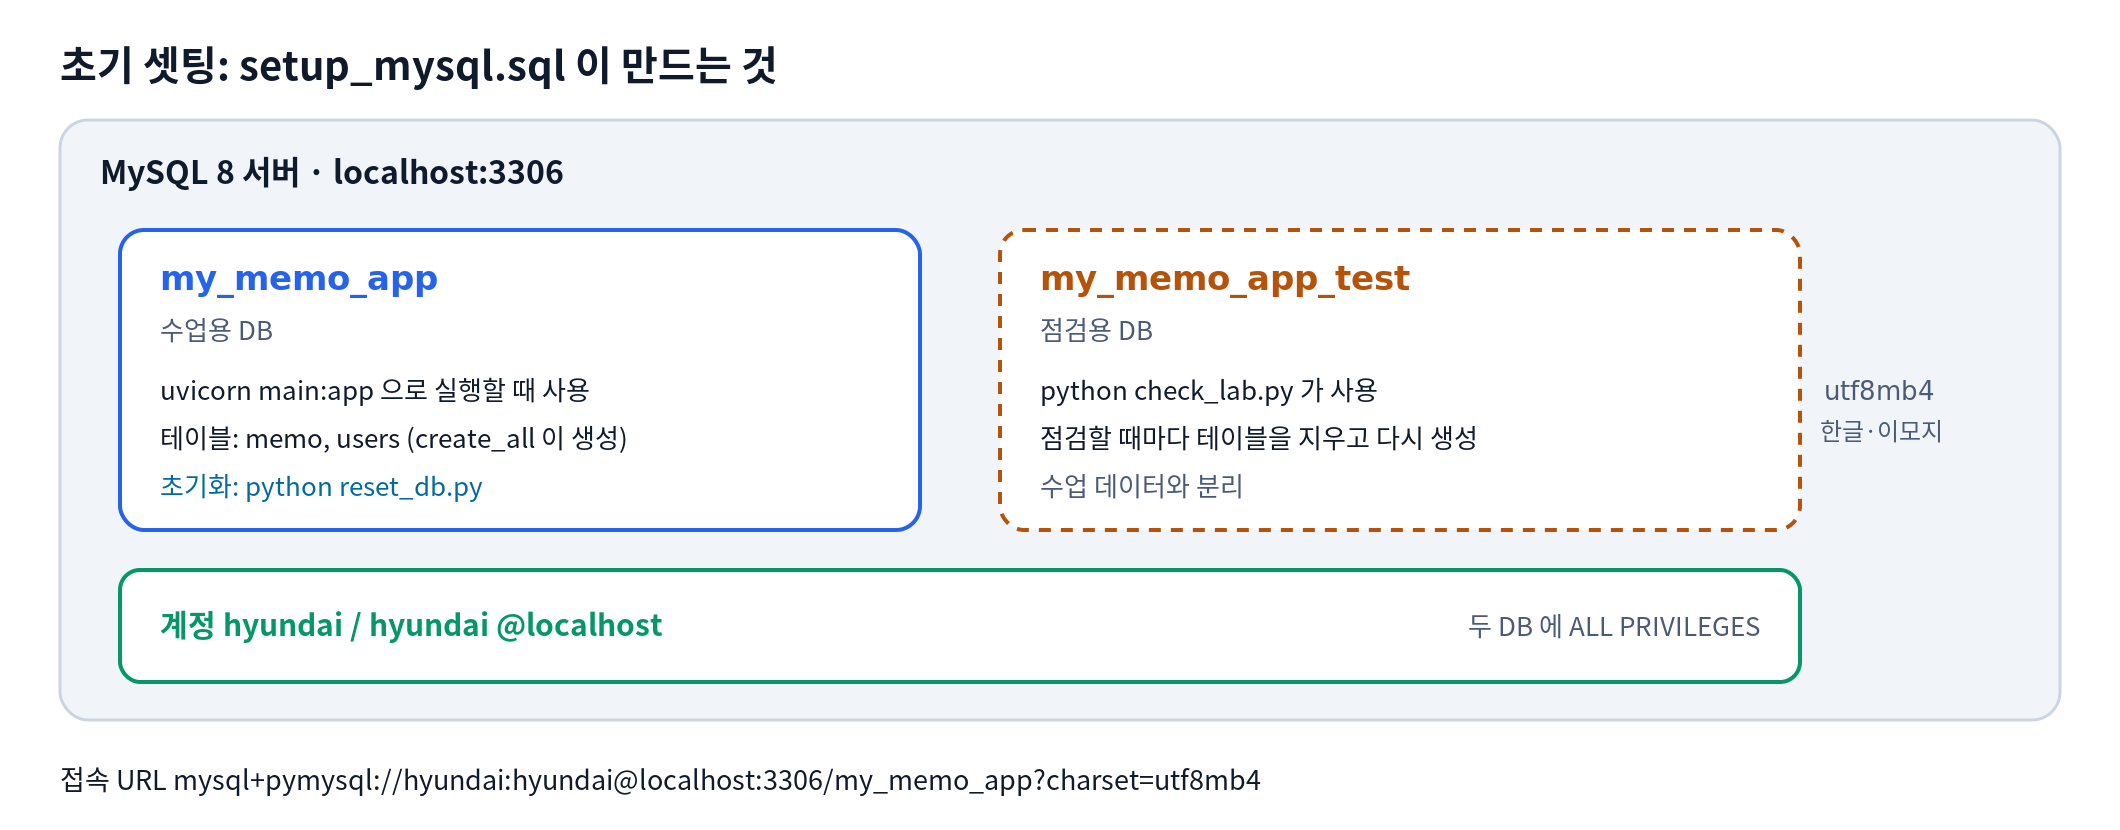 초기 셋팅: setup_mysql.sql 이 만드는 것
MySQL 8 서버 · localhost:3306
my_memo_app
수업용 DB
uvicorn main:app 으로 실행할 때 사용
테이블: memo, users (create_all 이 생성)
초기화: python reset_db.py
my_memo_app_test
점검용 DB
python check_lab.py 가 사용
점검할 때마다 테이블을 지우고 다시 생성
수업 데이터와 분리
utf8mb4
한글·이모지
계정 hyundai / hyundai @localhost
두 DB 에 ALL PRIVILEGES
접속 URL mysql+pymysql://hyundai:hyundai@localhost:3306/my_memo_app?charset=utf8mb4